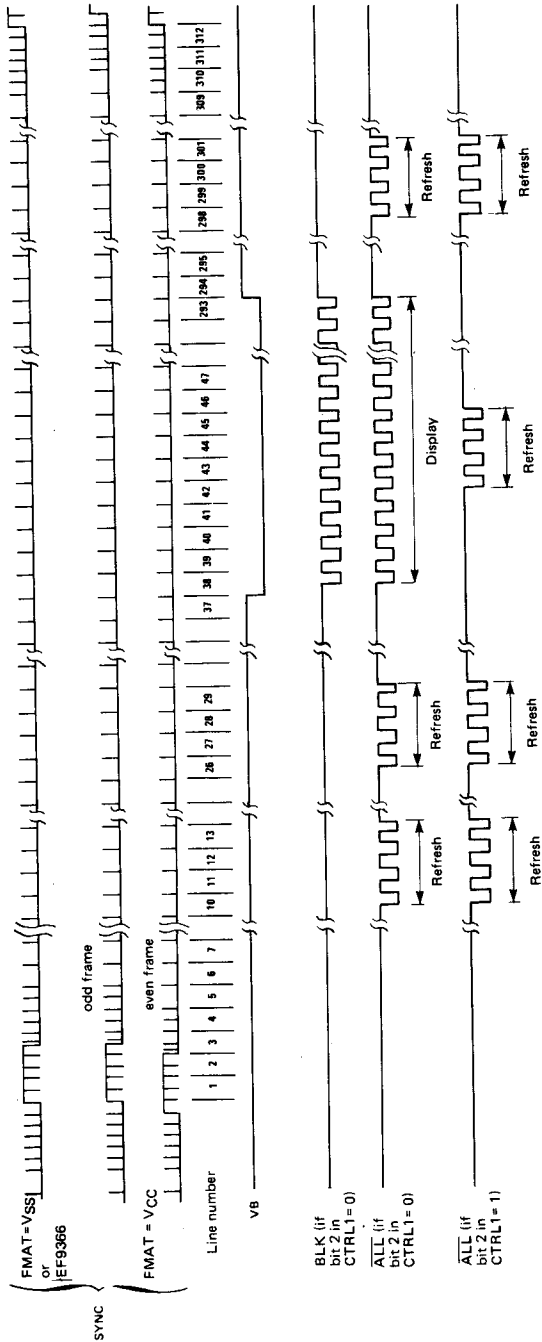 SYNC
FMAT=VSS
or
EF9366
odd frame
even frame
FMAT = VCC
Line number 1 2 3 4 5 6 7 10 11 12 13 26 27 28 29 37 38 39 40 41 42 43 44 45 46 47 293 294 295 298 299 300 301 309 310 311 312
VB
BLK (if
bit 2 in
CTRL1= 0)
A̅L̅L̅ (if
bit 2 in
CTRL1= 0)
Refresh Refresh Display Refresh
A̅L̅L̅ (if
bit 2 in
CTRL1= 1)
Refresh Refresh Refresh Refresh